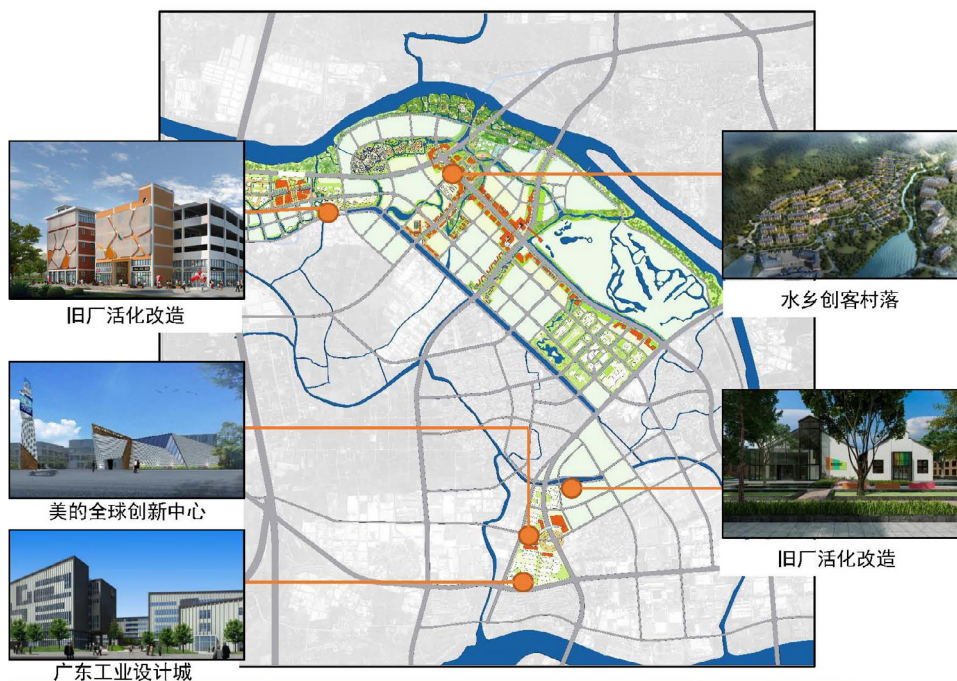 旧厂活化改造
水乡创客村落
美的全球创新中心
旧厂活化改造
广东工业设计城